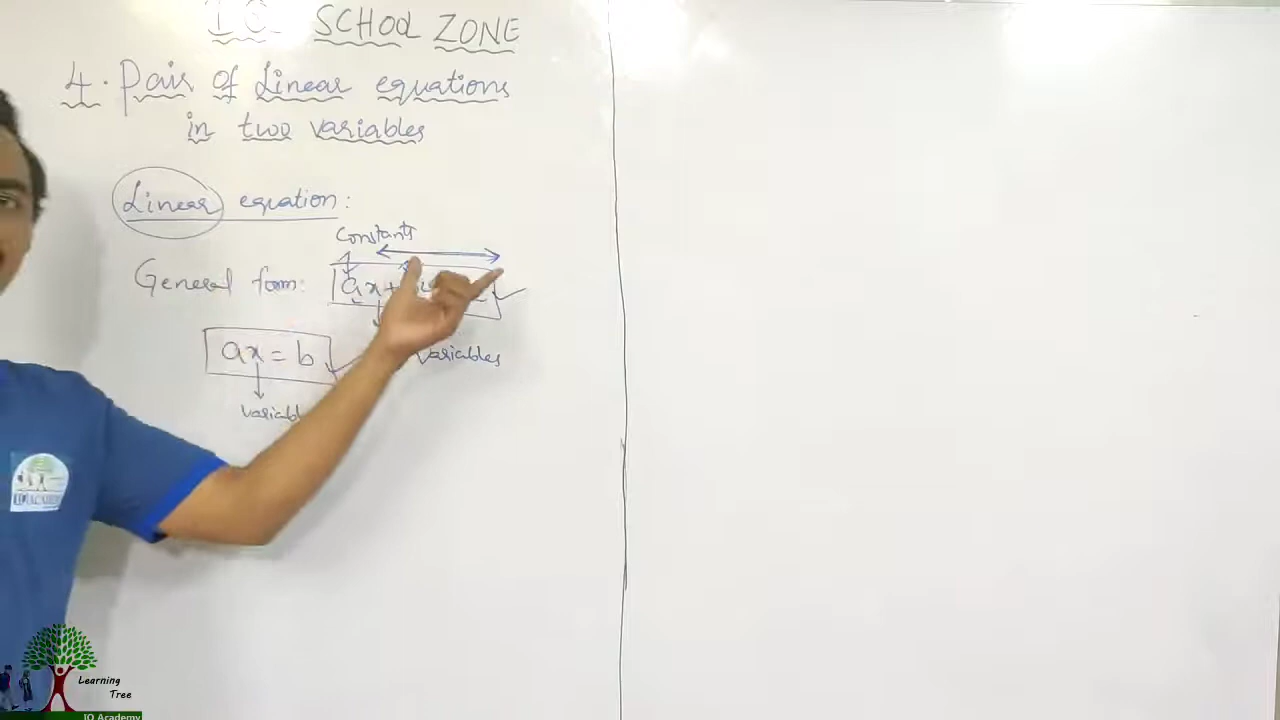 SCHOOL ZONE
4. Pair of Linear equations
in two variables
Linear equation:
Constants
General form: ax+
ax = b
Variables
Learning
Tree
IQ Academy